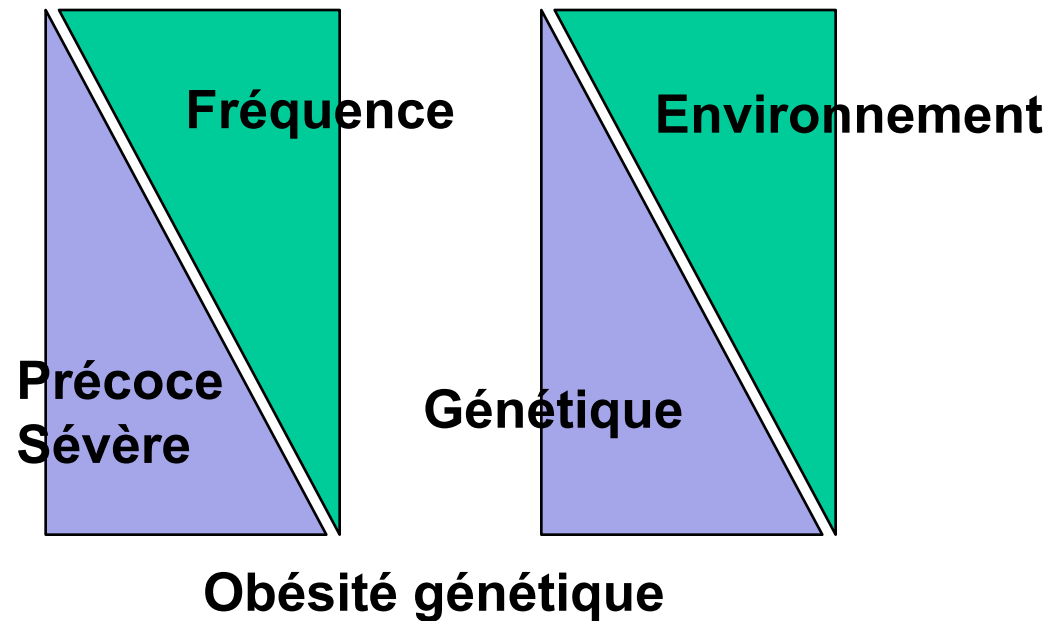 Fréquence
Environnement
Précoce
Sévère
Génétique
Obésité génétique